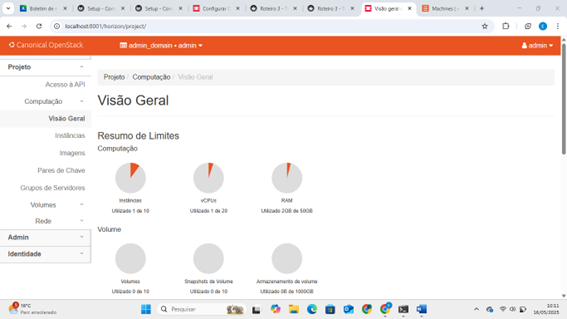 Boletim de
Setup - Con
Setup - Con
Configurar O
Roteiro 3 - 
Roteiro 3 - 
Visão geral
Machines |
localhost:8001/horizon/project/
Canonical OpenStack
admin_domain • admin
admin
Projeto
Acesso à API
Computação
Visão Geral
Instâncias
Imagens
Pares de Chave
Grupos de Servidores
Volumes
Rede
Admin
Identidade
Projeto / Computação / Visão Geral
Visão Geral
Resumo de Limites
Computação
Instâncias
vCPUs
RAM
Utilizado 1 de 10
Utilizado 1 de 20
Utilizado 2GB de 50GB
Volume
Volumes
Snapshots de Volume
Armazenamento de volume
Utilizado 0 de 10
Utilizado 0 de 10
Utilizado 0B de 1000GB
16°C
Parc ensolarado
Pesquisar
10:51
16/05/2025